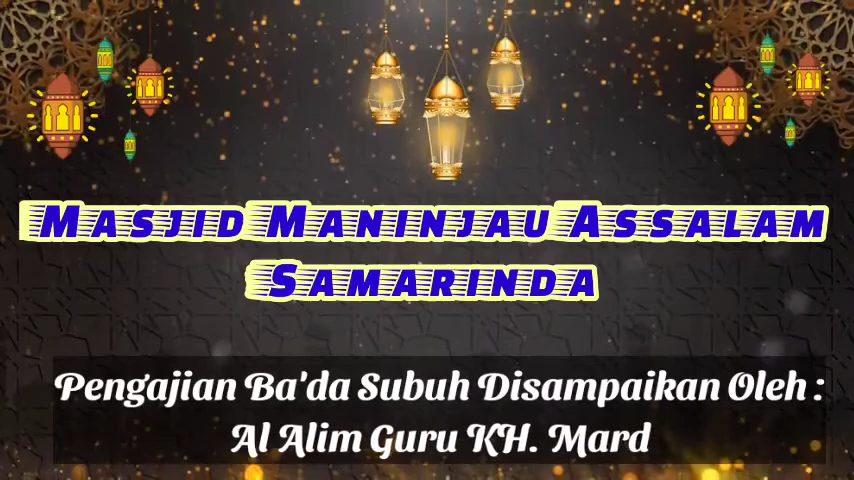 Masjid Maninjau Assalam
Samarinda
Pengajian Ba'da Subuh Disampaikan Oleh :
Al Alim Guru KH. Mard